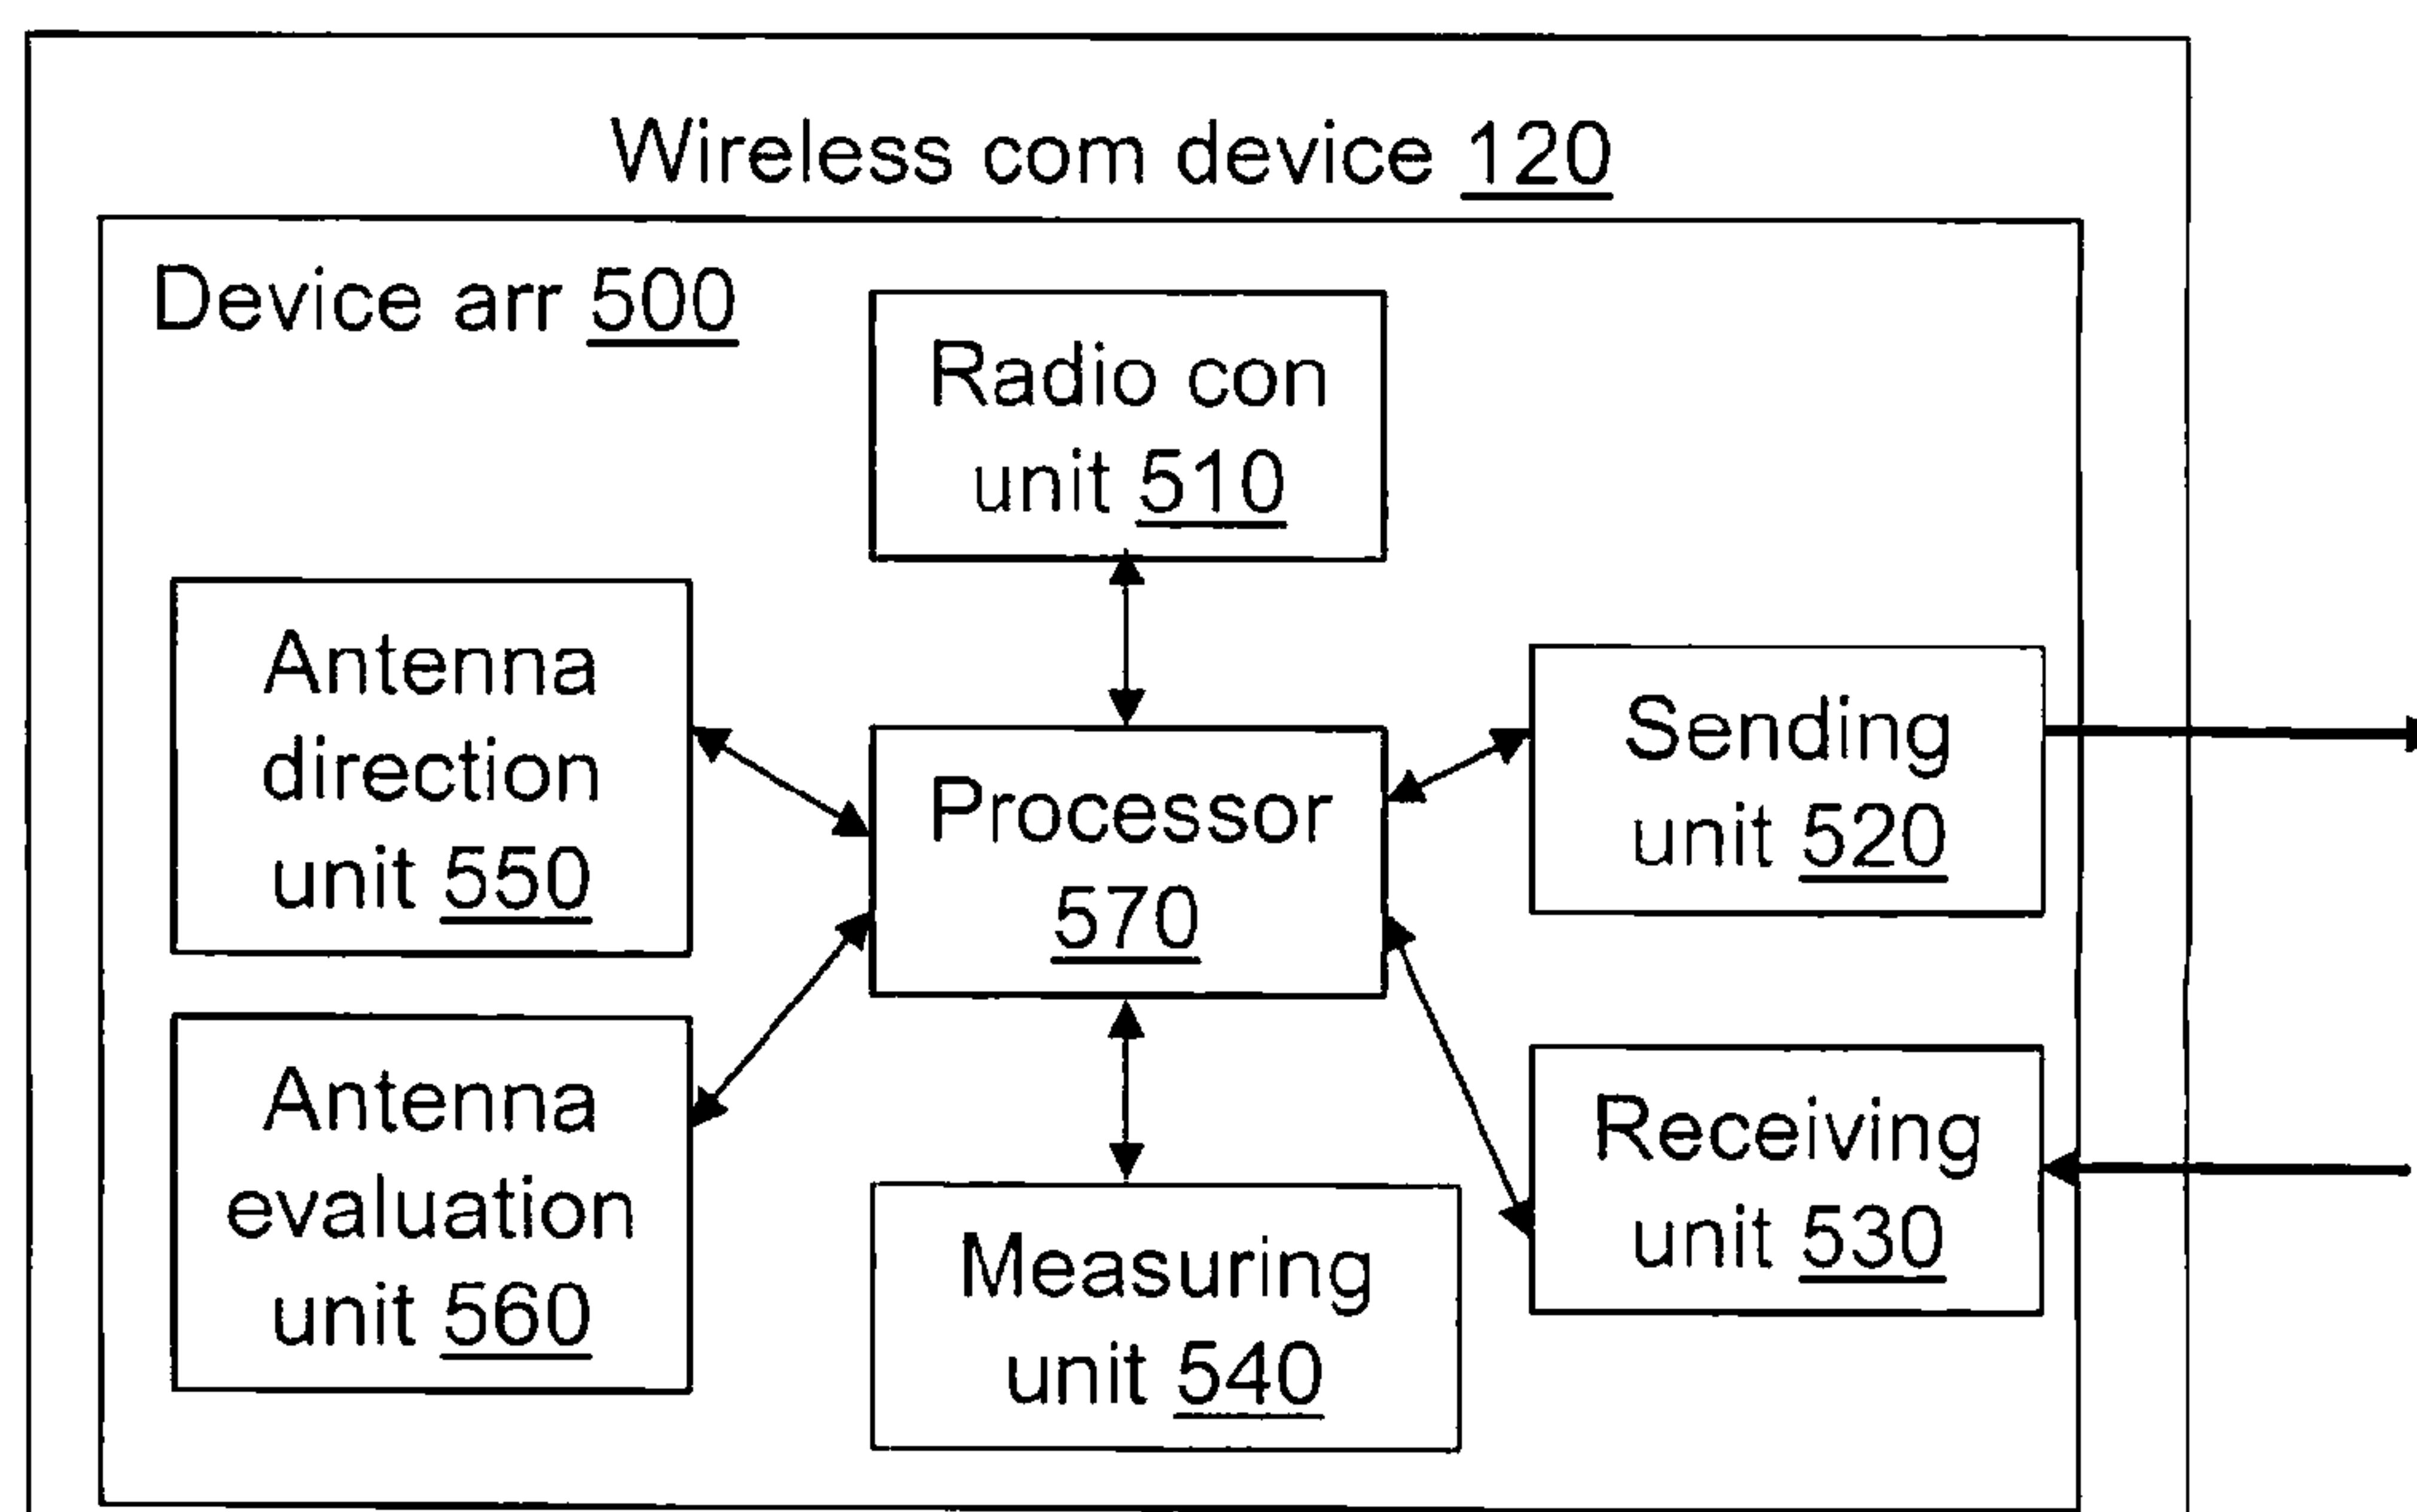 Wireless com device 120
Device arr 500
Radio con
unit 510
Antenna
direction
unit 550
Processor
570
Sending
unit 520
Antenna
evaluation
unit 560
Measuring
unit 540
Receiving
unit 530